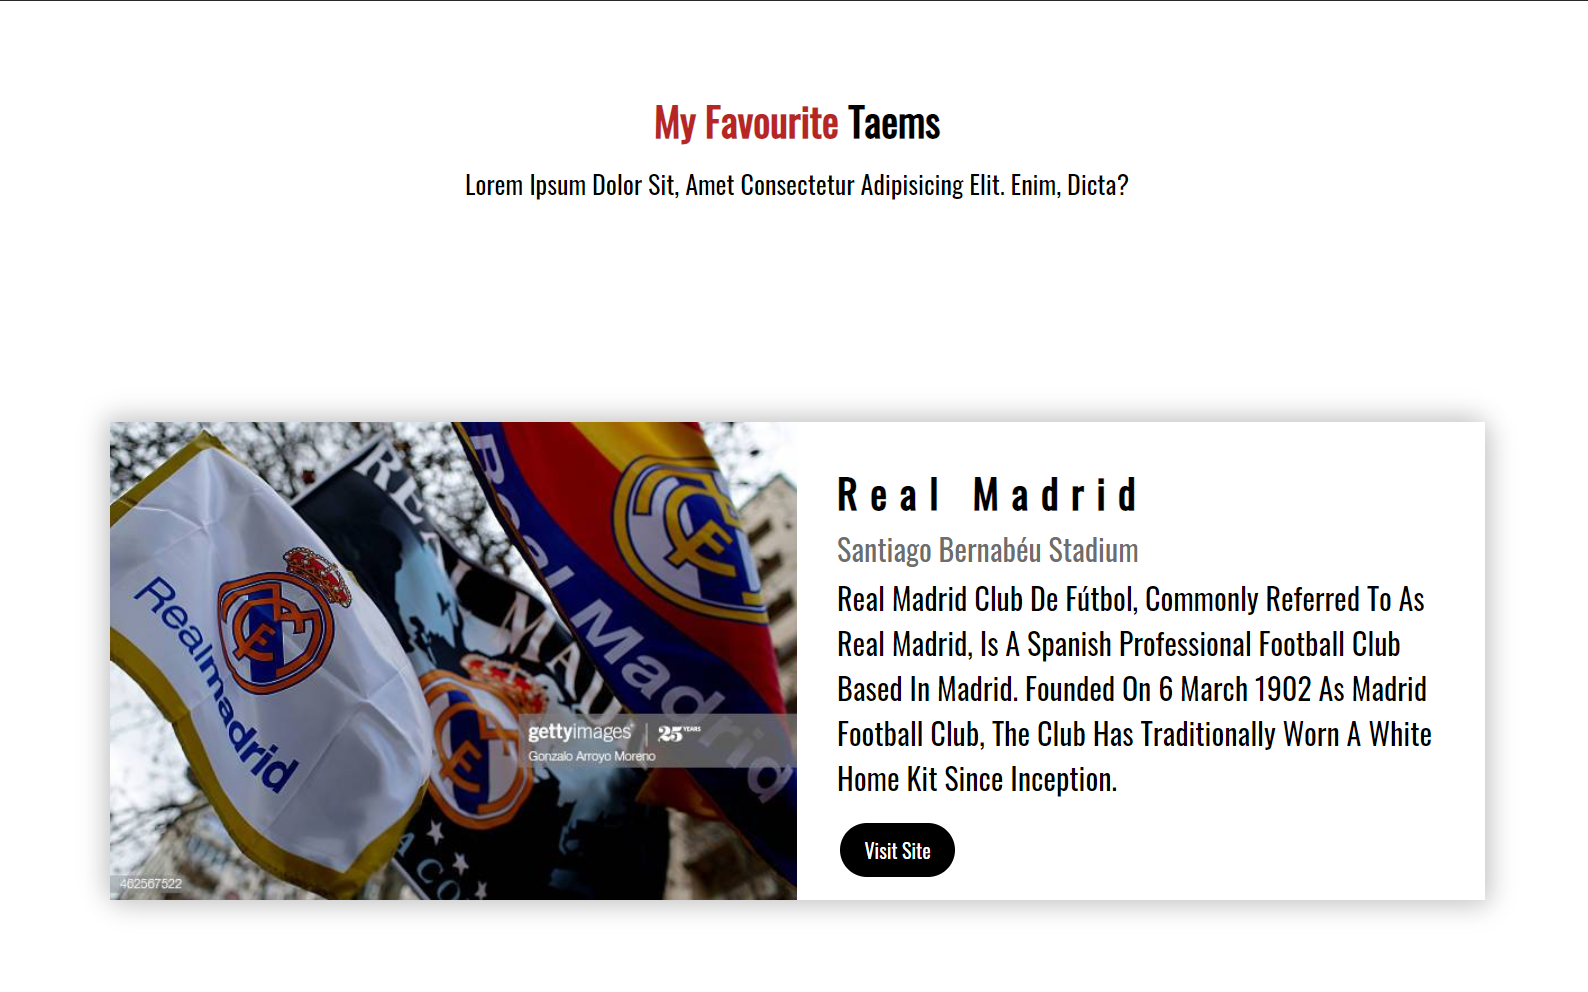 My Favourite Taems
Lorem Ipsum Dolor Sit, Amet Consectetur Adipisicing Elit. Enim, Dicta?
Real Madrid
Santiago Bernabéu Stadium
Real Madrid Club De Fútbol, Commonly Referred To As
Real Madrid, Is A Spanish Professional Football Club
Based In Madrid. Founded On 6 March 1902 As Madrid
Football Club, The Club Has Traditionally Worn A White
Home Kit Since Inception.
Visit Site
Realmadrid
REAL MAD
Real Madrid
gettyimages® | 25 YEARS
Gonzalo Arroyo Moreno
462567522